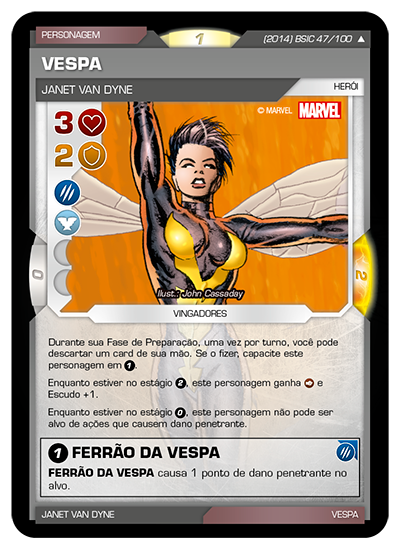 PERSONAGEM
1
(2014) BSIC 47/100 ▲
VESPA
JANET VAN DYNE
HERÓI
© MARVEL MARVEL
3
2
0
2
Ilust.: John Cassaday
VINGADORES
Durante sua Fase de Preparação, uma vez por turno, você pode
descartar um card de sua mão. Se o fizer, capacite este
personagem em 1.
Enquanto estiver no estágio 2, este personagem ganha ➡ e
Escudo +1.
Enquanto estiver no estágio 0, este personagem não pode ser
alvo de ações que causem dano penetrante.
1 FERRÃO DA VESPA
FERRÃO DA VESPA causa 1 ponto de dano penetrante no
alvo.
JANET VAN DYNE
VESPA